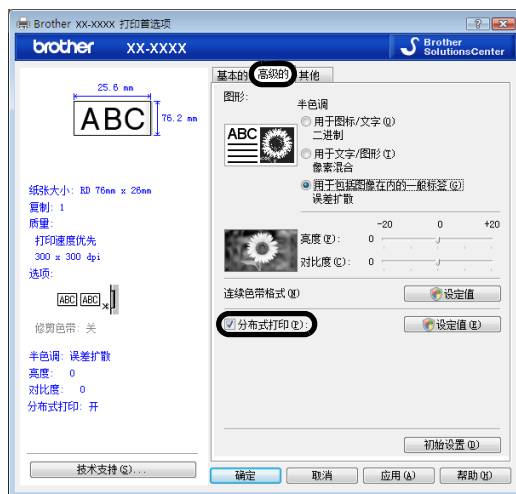 Brother XX-XXXX 打印首选项
brother XX-XXXX
Brother
SolutionsCenter
25.6 mm
ABC
76.2 mm
纸张大小: RD 76mm x 26mm
复制: 1
质量:
打印速度优先
300 x 300 dpi
选项:
ABC ABC
修剪色带: 关
半色调: 误差扩散
亮度: 0
对比度: 0
分布式打印: 开
技术支持(S)...
基本的 高级的 其他
图形:
ABC
半色调
用于图标/文字(Q)
二进制
用于文字/图形(I)
像素混合
用于包括图像在内的一般标签(G)
误差扩散
-20 0 +20
亮度(F): 0
对比度(C): 0
连续色带格式(N) 设定值
分布式打印(P): 设定值(E)
初始设置(D)
确定 取消 应用(A) 帮助(H)